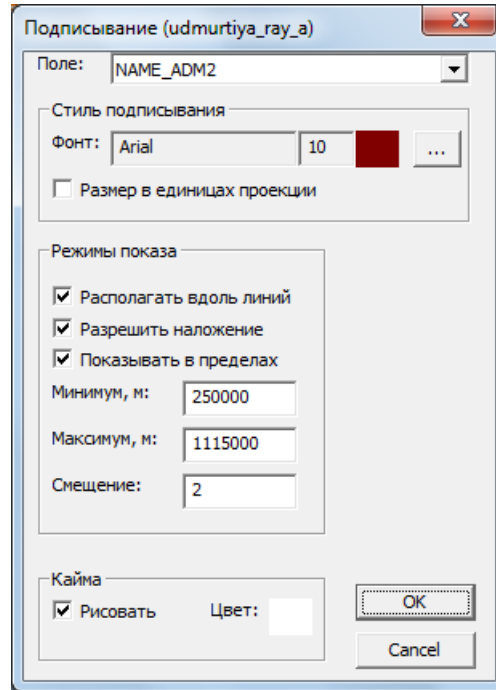 Подписывание (udmurtiya_ray_a)
Поле: NAME_ADM2
Стиль подписывания
Фонт: Arial 10 ...
Размер в единицах проекции
Режимы показа
Располагать вдоль линий
Разрешить наложение
Показывать в пределах
Минимум, м: 250000
Максимум, м: 1115000
Смещение: 2
Кайма
Рисовать Цвет:
OK
Cancel